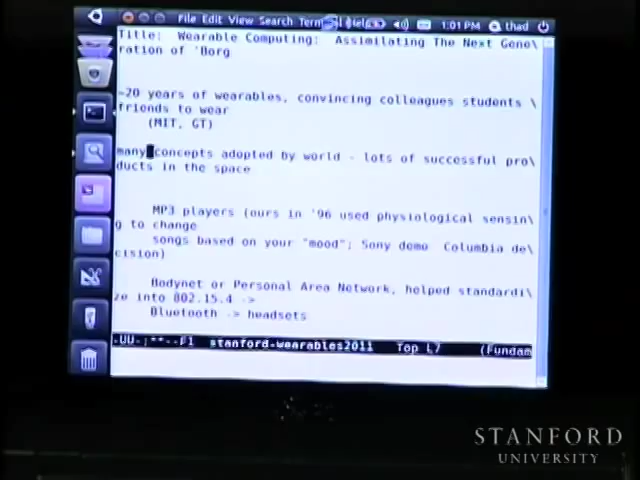 File Edit View Search Term
1:01 PM thad
Title: Wearable Computing: Assimilating The Next Gene\
ration of 'Borg
~20 years of wearables, convincing colleagues students \
friends to wear
(MIT, GT)
many concepts adopted by world - lots of successful pro\
ducts in the space
MP3 players (ours in '96 used physiological sensin\
g to change
songs based on your "mood"; Sony demo Columbia de\
cision)
Bodynet or Personal Area Network, helped standardi\
ze into 802.15.4 ->
Bluetooth -> headsets
-UU-:**--F1 stanford-wearables2011 Top L7 (Fundam
STANFORD
UNIVERSITY